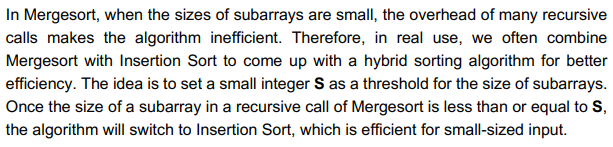 In Mergesort, when the sizes of subarrays are small, the overhead of many recursive
calls makes the algorithm inefficient. Therefore, in real use, we often combine
Mergesort with Insertion Sort to come up with a hybrid sorting algorithm for better
efficiency. The idea is to set a small integer S as a threshold for the size of subarrays.
Once the size of a subarray in a recursive call of Mergesort is less than or equal to S,
the algorithm will switch to Insertion Sort, which is efficient for small-sized input.